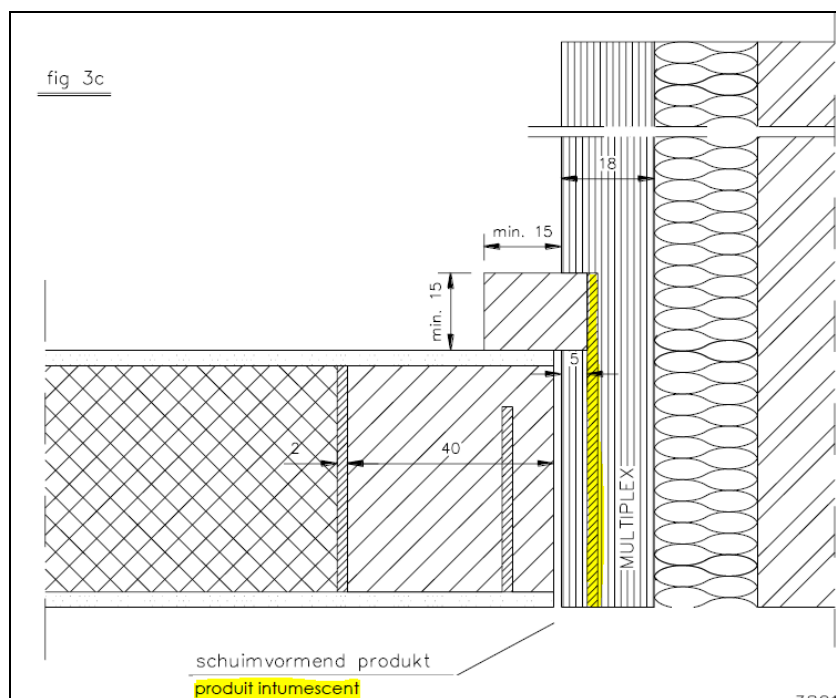 fig 3c
18
min. 15
min. 15
5
2
40
MULTIPLEX
schuimvormend produkt
produit intumescent